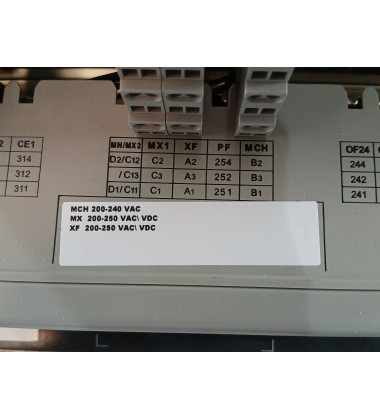 2 CE1
314
312
311
MN/MX2 MX1 XF PF MCH
D2/C12 C2 A2 254 B2
/C13 C3 A3 252 B3
D1/C11 C1 A1 251 B1
OF24
244
242
241
MCH 200-240 VAC
MX 200-250 VAC\ VDC
XF 200-250 VAC\ VDC